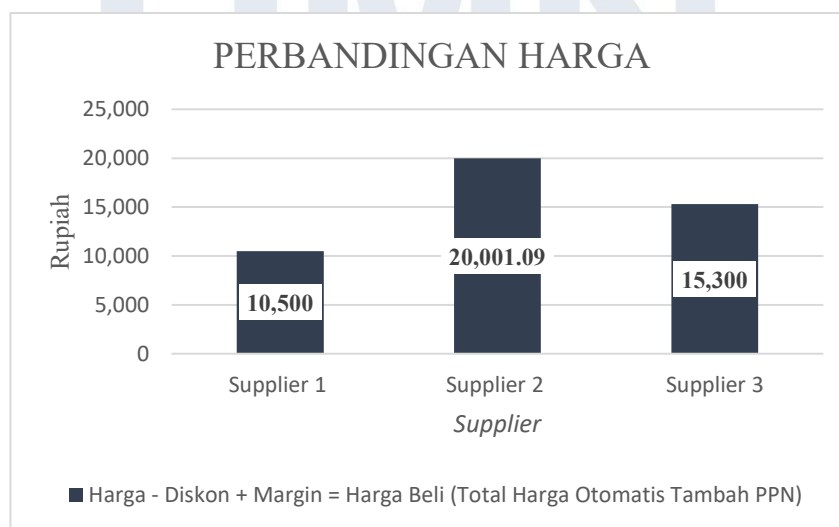 PERBANDINGAN HARGA
25,000
20,000
15,000
10,000
5,000
0
Rupiah
10,500
20,001.09
15,300
Supplier 1 Supplier 2 Supplier 3
Supplier
Harga - Diskon + Margin = Harga Beli (Total Harga Otomatis Tambah PPN)